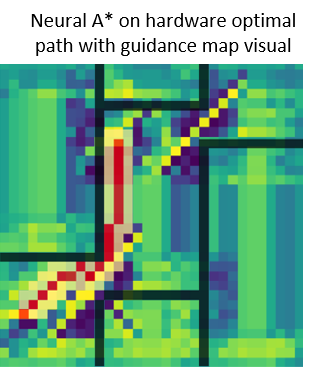 Neural A* on hardware optimal
path with guidance map visual